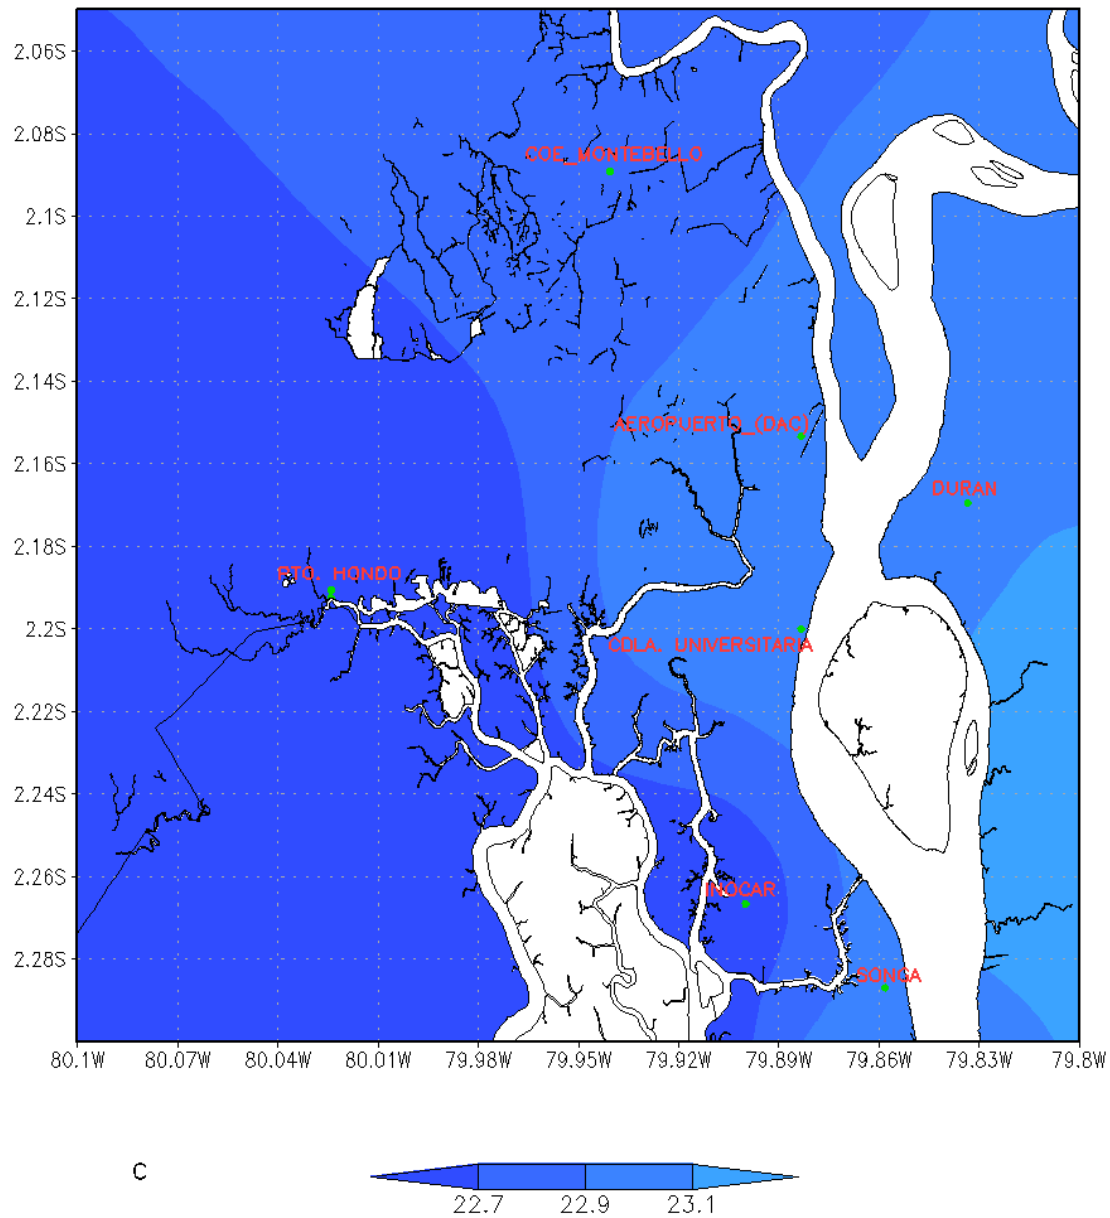 2.06S
2.08S
COE_MONTEBELLO
2.1S
2.12S
2.14S
AEROPUERTO_(DAC)
2.16S
DURAN
2.18S
PTO. HONDO
2.2S
CDLA. UNIVERSITARIA
2.22S
2.24S
2.26S
INOCAR
2.28S
SONGA
80.1W 80.07W 80.04W 80.01W 79.98W 79.95W 79.92W 79.89W 79.86W 79.83W 79.8W
C
22.7 22.9 23.1